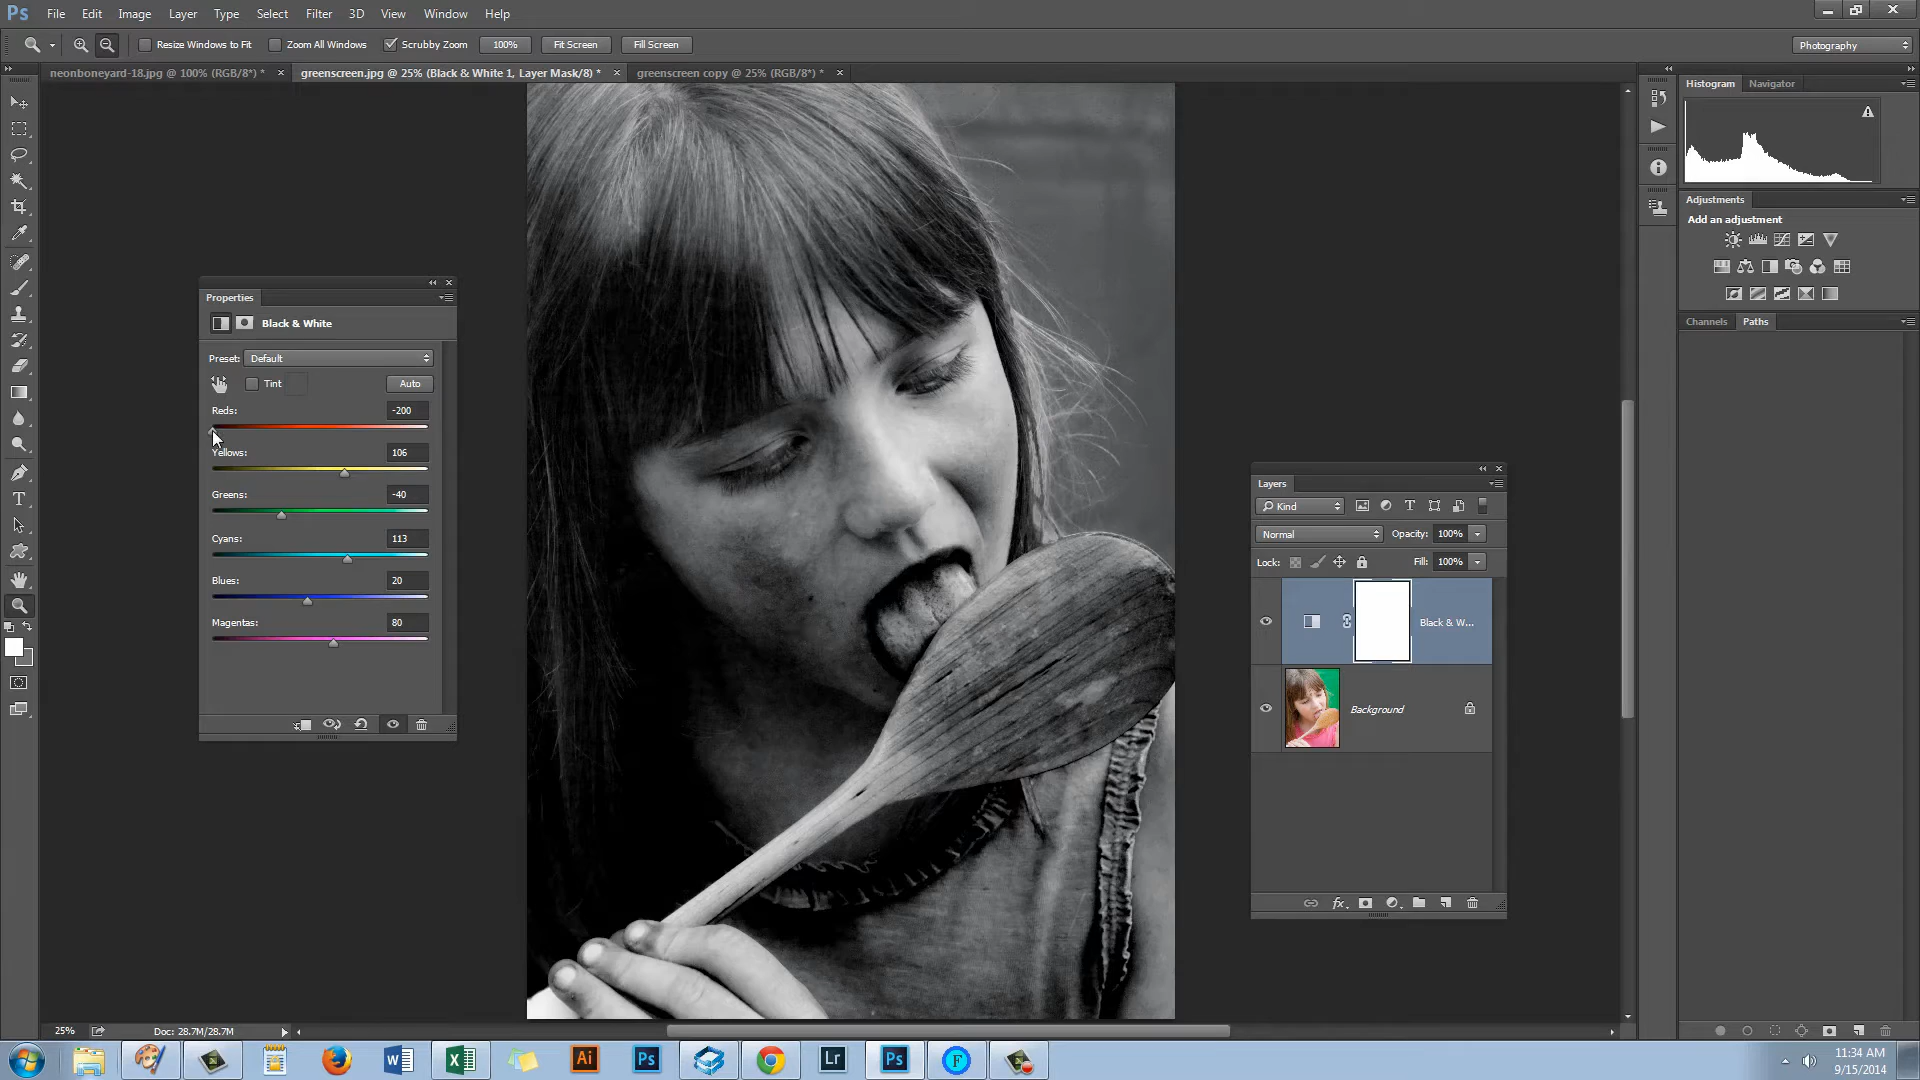 Ps File Edit Image Layer Type Select Filter 3D View Window Help
Resize Windows to Fit Zoom All Windows Scrubby Zoom 100% Fit Screen Fill Screen Photography
neonboneyard-18.jpg @ 100% (RGB/8*) * greenscreen.jpg @ 25% (Black & White 1, Layer Mask/8) * greenscreen copy @ 25% (RGB/8*) *
Histogram Navigator
Adjustments
Add an adjustment
Channels Paths
Properties
Black & White
Preset: Default
Tint Auto
Reds: -200
Yellows: 106
Greens: -40
Cyans: 113
Blues: 20
Magentas: 80
Layers
Kind T
Normal Opacity: 100%
Lock: Fill: 100%
Black & W...
Background
fx
T
25% Doc: 28.7M/28.7M
W X Ai Ps Lr Ps F
11:34 AM
9/15/2014